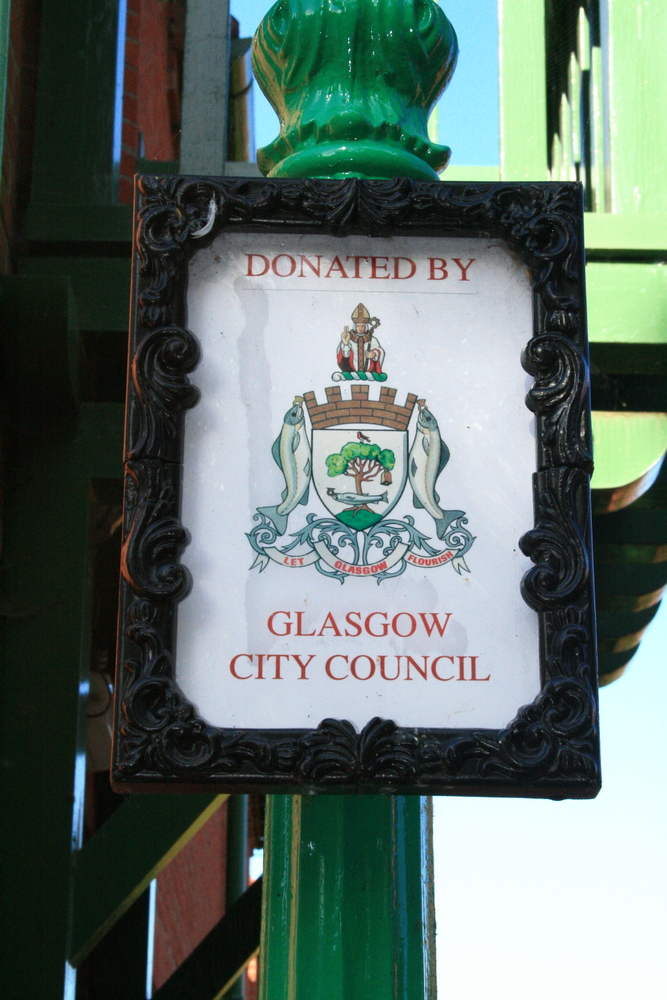 DONATED BY
LET GLASGOW FLOURISH
GLASGOW
CITY COUNCIL